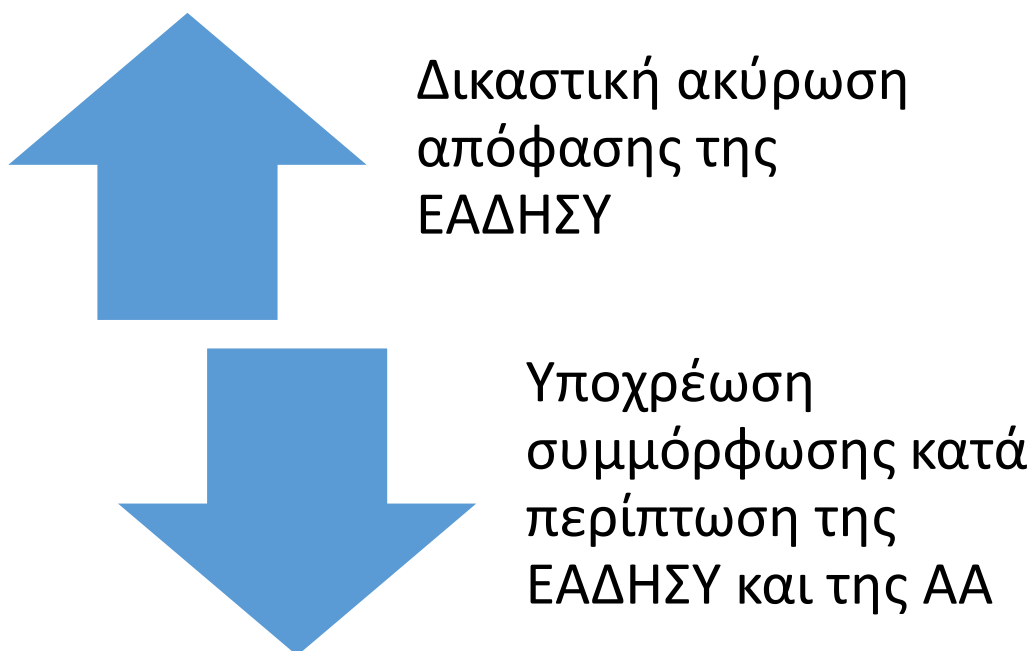 Δικαστική ακύρωση
απόφασης της
ΕΑΔΗΣΥ
Υποχρέωση
συμμόρφωσης κατά
περίπτωση της
ΕΑΔΗΣΥ και της ΑΑ